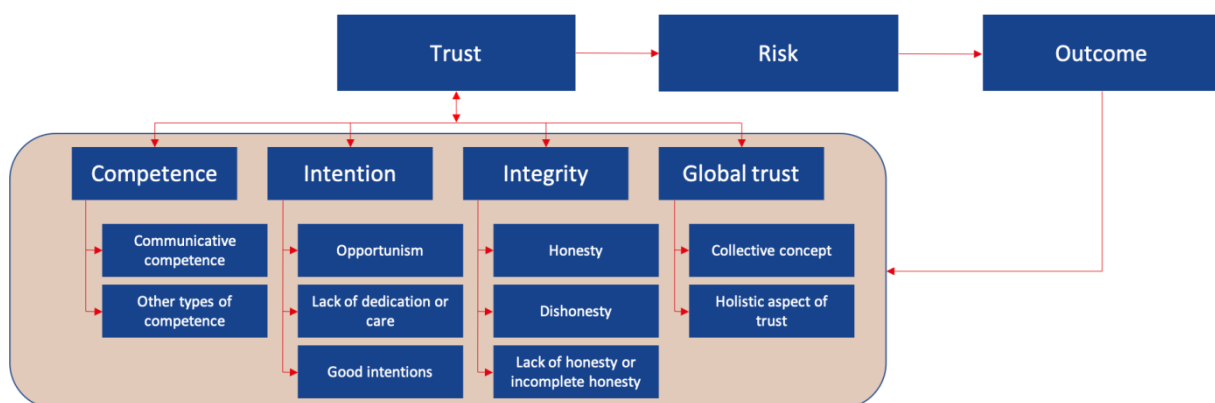 Trust
Risk
Outcome
Competence
Intention
Integrity
Global trust
Communicative
competence
Opportunism
Honesty
Collective concept
Other types of
competence
Lack of dedication or
care
Dishonesty
Holistic aspect of
trust
Good intentions
Lack of honesty or
incomplete honesty